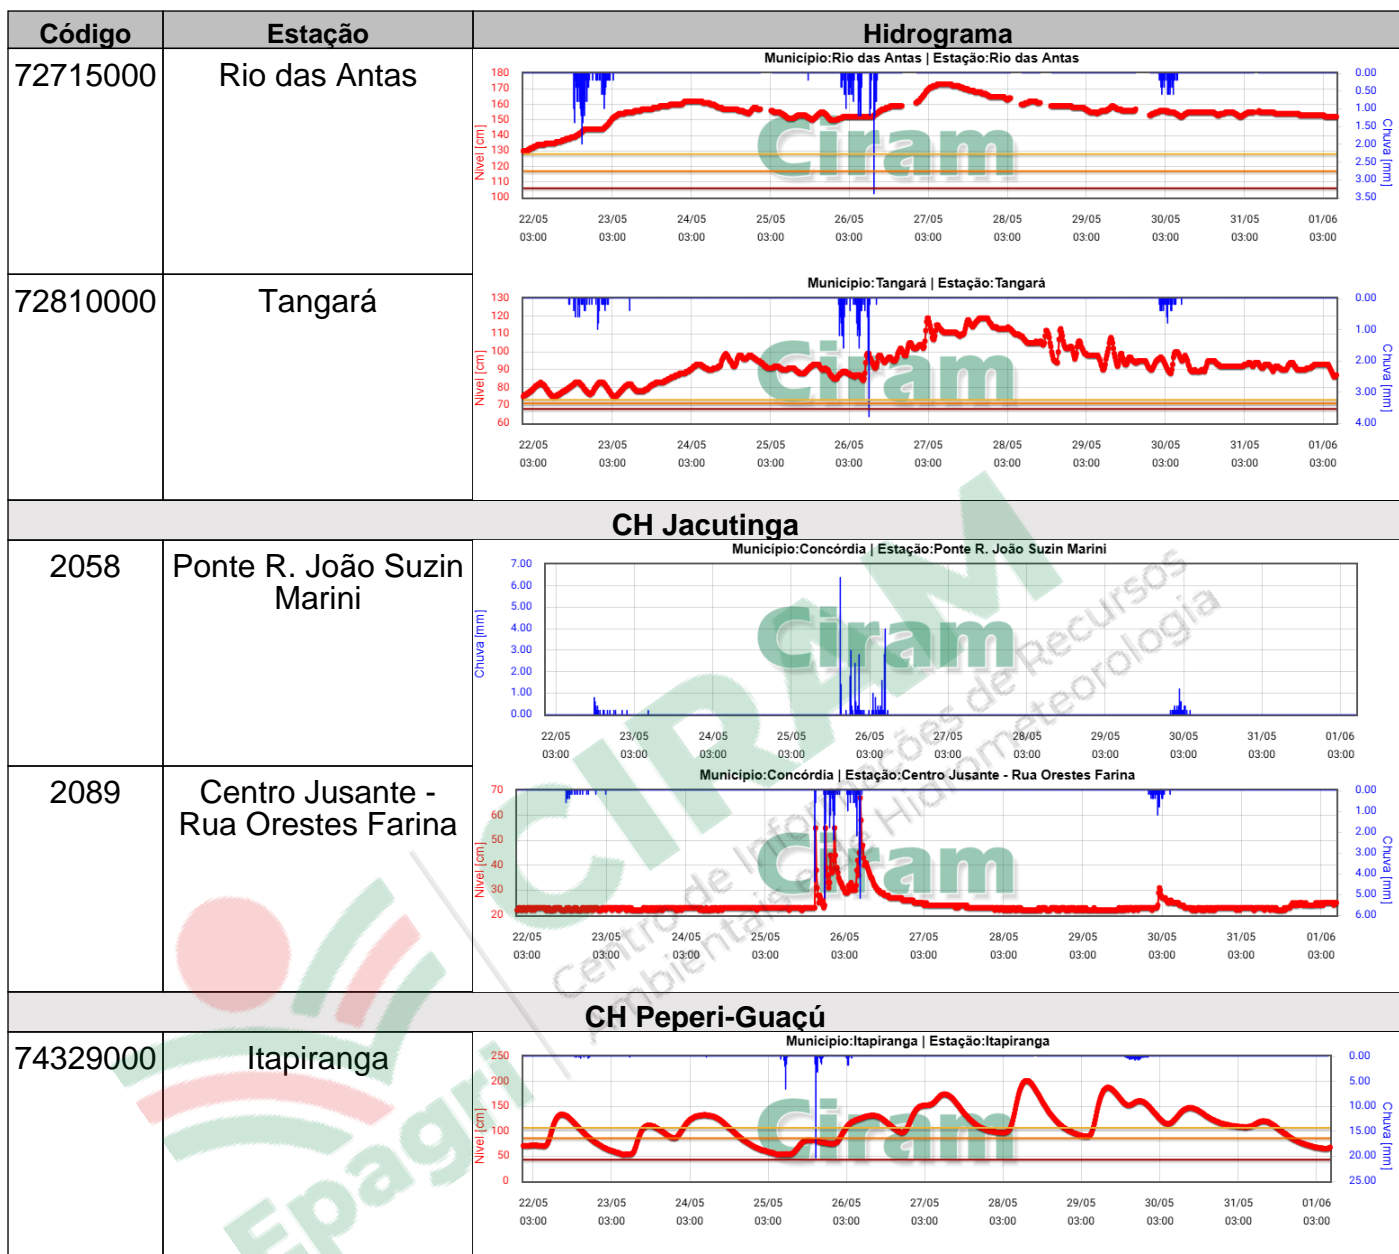 Código Estação Hidrograma
72715000 Rio das Antas
Município:Rio das Antas | Estação:Rio das Antas
Nível [cm]
180
170
160
150
140
130
120
110
100
Chuva [mm]
0.00
0.50
1.00
1.50
2.00
2.50
3.00
3.50
22/05 23/05 24/05 25/05 26/05 27/05 28/05 29/05 30/05 31/05 01/06
03:00 03:00 03:00 03:00 03:00 03:00 03:00 03:00 03:00 03:00 03:00
Ciram
72810000 Tangará
Município:Tangará | Estação:Tangará
Nível [cm]
130
120
110
100
90
80
70
60
Chuva [mm]
0.00
1.00
2.00
3.00
4.00
22/05 23/05 24/05 25/05 26/05 27/05 28/05 29/05 30/05 31/05 01/06
03:00 03:00 03:00 03:00 03:00 03:00 03:00 03:00 03:00 03:00 03:00
Ciram
CH Jacutinga
2058 Ponte R. João Suzin
Marini
Município:Concórdia | Estação:Ponte R. João Suzin Marini
Chuva [mm]
7.00
6.00
5.00
4.00
3.00
2.00
1.00
0.00
22/05 23/05 24/05 25/05 26/05 27/05 28/05 29/05 30/05 31/05 01/06
03:00 03:00 03:00 03:00 03:00 03:00 03:00 03:00 03:00 03:00 03:00
Ciram
2089 Centro Jusante -
Rua Orestes Farina
Município:Concórdia | Estação:Centro Jusante - Rua Orestes Farina
Nível [cm]
70
60
50
40
30
20
Chuva [mm]
0.00
1.00
2.00
3.00
4.00
5.00
6.00
22/05 23/05 24/05 25/05 26/05 27/05 28/05 29/05 30/05 31/05 01/06
03:00 03:00 03:00 03:00 03:00 03:00 03:00 03:00 03:00 03:00 03:00
Ciram
CH Peperi-Guaçú
74329000 Itapiranga
Município:Itapiranga | Estação:Itapiranga
Nível [cm]
250
200
150
100
50
0
Chuva [mm]
0.00
5.00
10.00
15.00
20.00
25.00
22/05 23/05 24/05 25/05 26/05 27/05 28/05 29/05 30/05 31/05 01/06
03:00 03:00 03:00 03:00 03:00 03:00 03:00 03:00 03:00 03:00 03:00
Ciram
Epagri
CIRAM
Centro de Informações de Recursos
Ambientais e de Hidrometeorologia